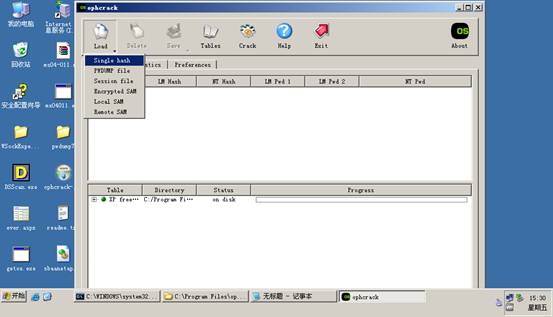 我的电脑
Internet
信息服务(I...
ophcrack
Load
Delete
Save
Tables
Crack
Help
Exit
OS
About
Single hash
PWDUMP file
Session file
Encrypted SAM
Local SAM
Remote SAM
Preferences
LM Hash
NT Hash
LM Pwd 1
LM Pwd 2
NT Pwd
回收站
ms04-011...
安全配置向导
ms04011.exe
WSockExpe...
DSScan.exe
ophcrack-...
ever.aspx
readme.txt
Table
Directory
Status
Progress
XP free···
C:/Program Fi···
on disk
开始
C:\WINDOWS\system32...
C:\Program Files\op...
无标题 - 记事本
ophcrack
15:30
星期五